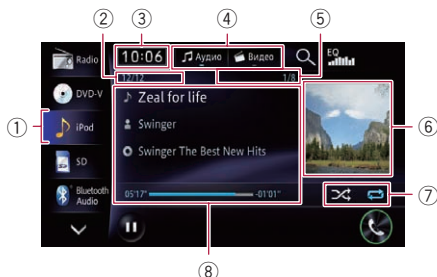 ② ③ ④ ⑤
Radio 10:06 Аудио Видео EQ
12/12 1/8
DVD-V
Zeal for life
① iPod Swinger ⑥
SD Swinger The Best New Hits
Bluetooth Audio 05'17" -01'01" ⑦
⑧